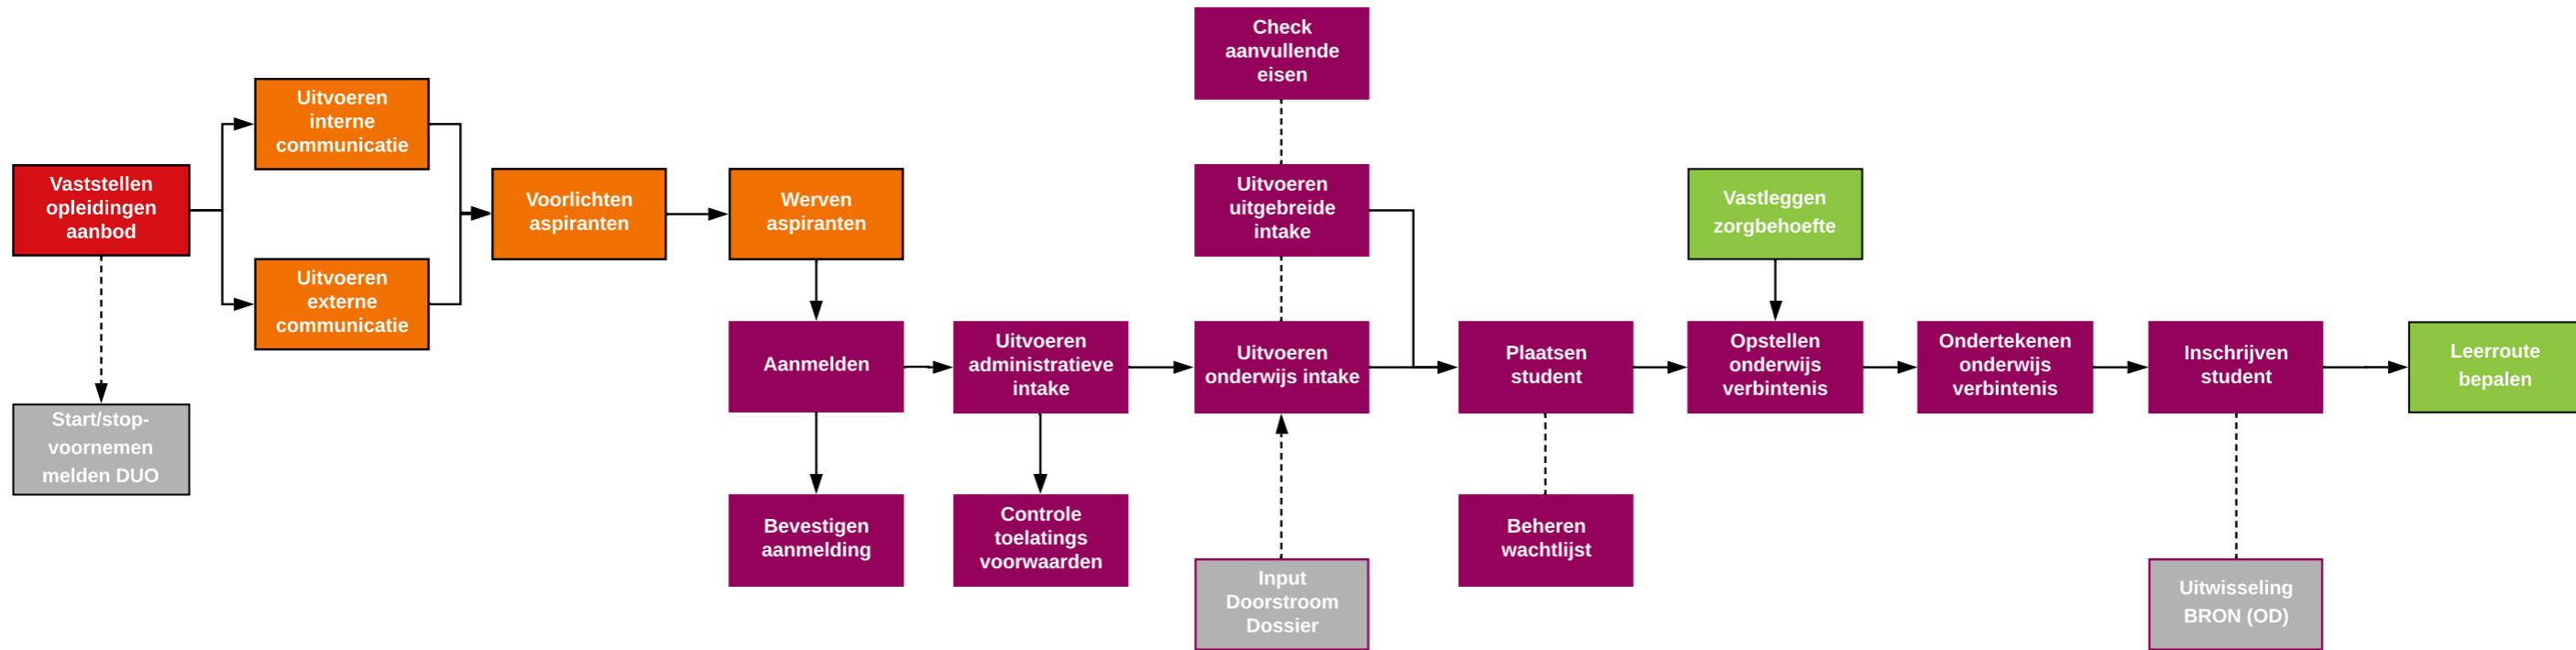 Vaststellen
opleidingen
aanbod
Start/stop-
voornemen
melden DUO
Uitvoeren
interne
communicatie
Uitvoeren
externe
communicatie
Voorlichten
aspiranten
Werven
aspiranten
Aanmelden
Bevestigen
aanmelding
Uitvoeren
administratieve
intake
Controle
toelatings
voorwaarden
Check
aanvullende
eisen
Uitvoeren
uitgebreide
intake
Uitvoeren
onderwijs intake
Input
Doorstroom
Dossier
Plaatsen
student
Beheren
wachtlijst
Vastleggen
zorgbehoefte
Opstellen
onderwijs
verbintenis
Ondertekenen
onderwijs
verbintenis
Inschrijven
student
Uitwisseling
BRON (OD)
Leerroute
bepalen